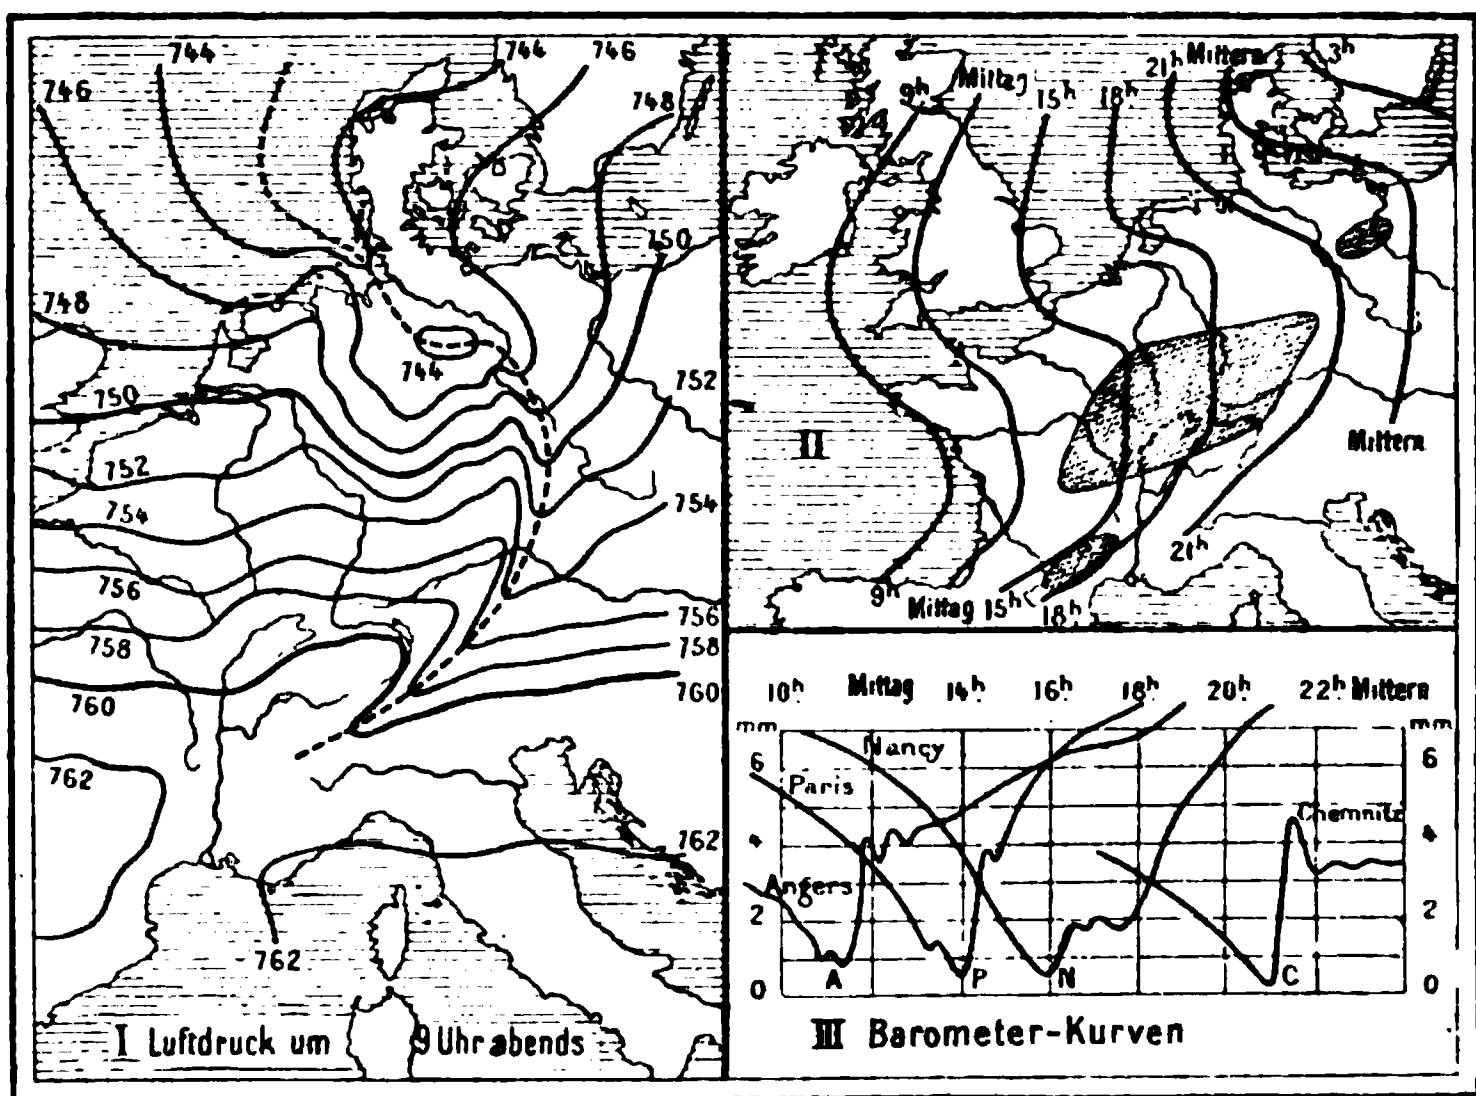 744
744
746
746
748
748
750
744
752
750
752
754
754
756
756
758
758
760
760
762
762
762
I Luftdruck um 9 Uhr abends
9h
Mittag
15h
18h
21h
Mittern
3h
II
Mittern
9h
Mittag
15h
18h
21h
10h Mittag 14h 16h 18h 20h 22h Mittern
mm
mm
6
4
2
0
6
4
2
0
Nancy
Paris
Angers
Chemnitz
A
P
N
C
III Barometer-Kurven